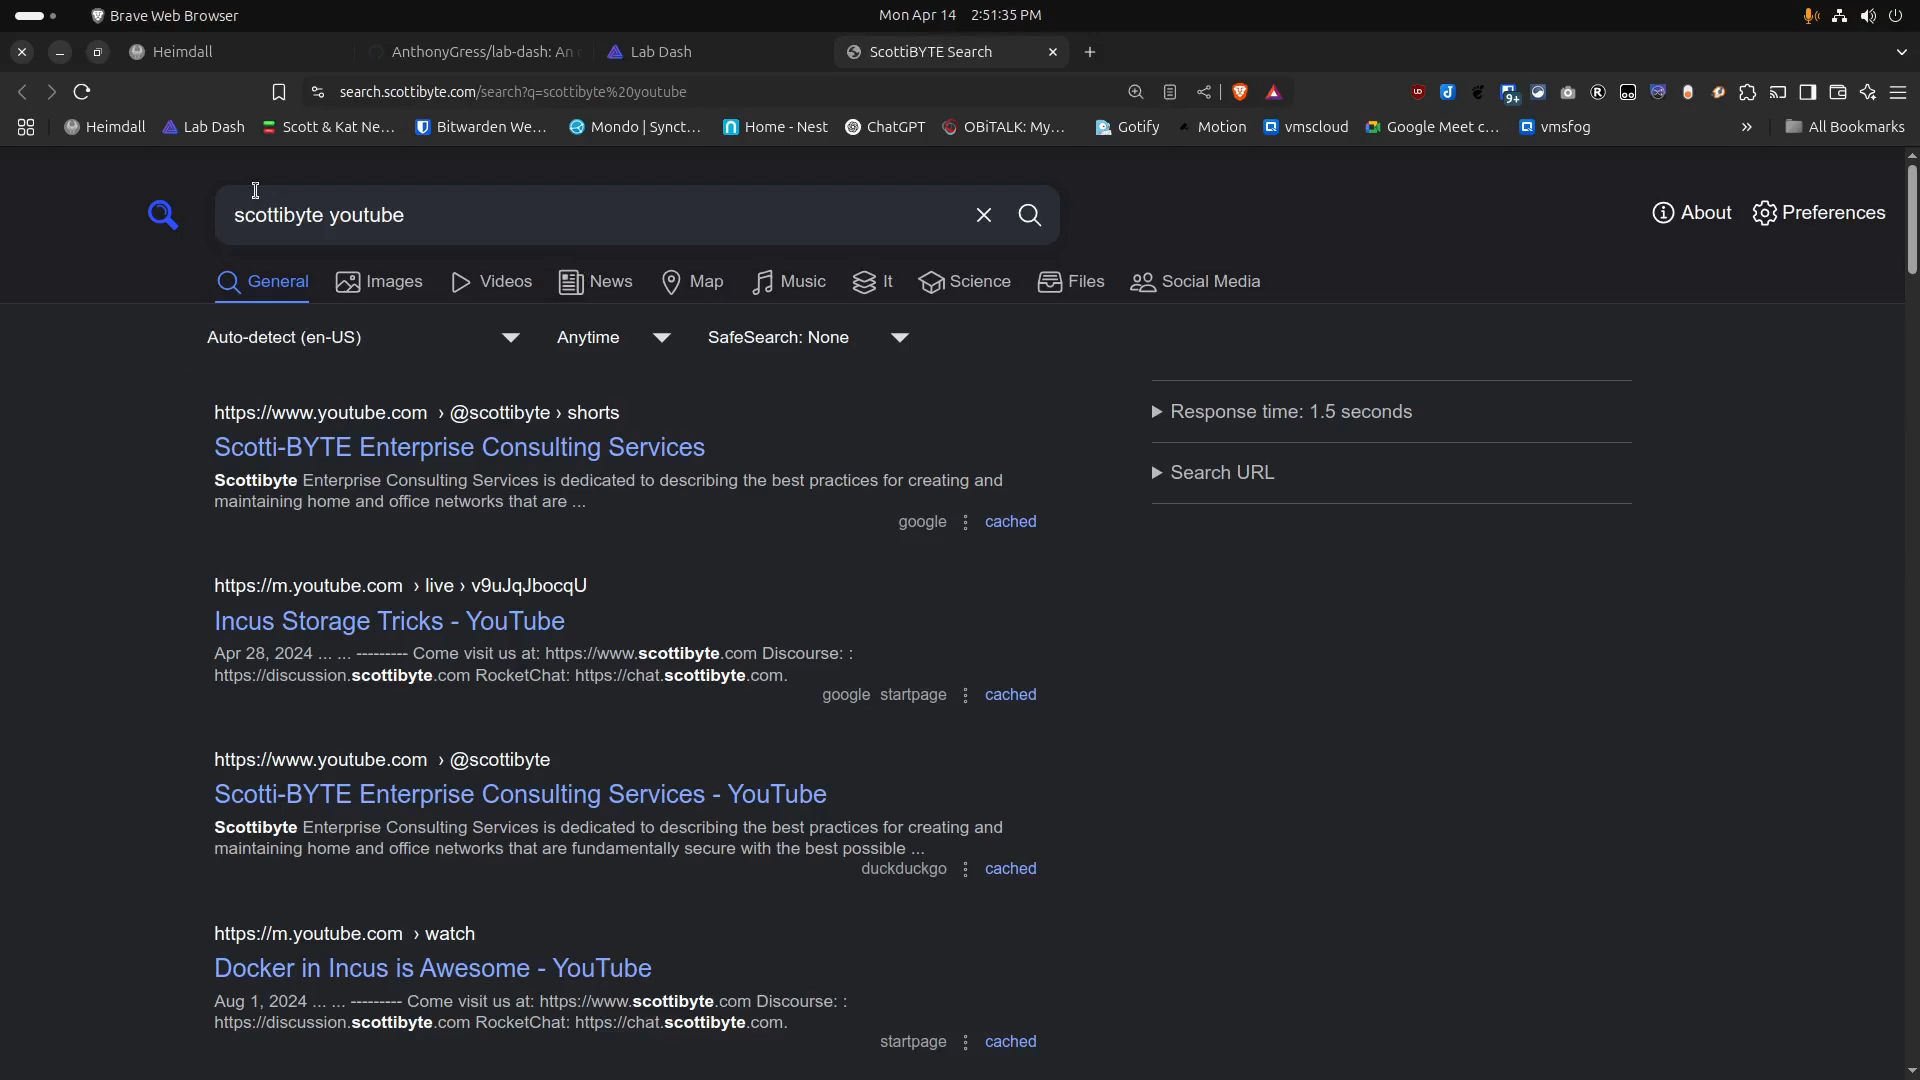 Brave Web Browser
Mon Apr 14 2:51:35 PM
Heimdall
AnthonyGress/lab-dash: An
Lab Dash
ScottiBYTE Search
search.scottibyte.com/search?q=scottibyte%20youtube
9+
Heimdall
Lab Dash
Scott & Kat Ne...
Bitwarden We...
Mondo | Synct...
Home - Nest
ChatGPT
OBiTALK: My...
Gotify
Motion
vmscloud
Google Meet c...
vmsfog
All Bookmarks
scottibyte youtube
About
Preferences
General
Images
Videos
News
Map
Music
It
Science
Files
Social Media
Auto-detect (en-US)
Anytime
SafeSearch: None
https://www.youtube.com › @scottibyte › shorts
Scotti-BYTE Enterprise Consulting Services
Scottibyte Enterprise Consulting Services is dedicated to describing the best practices for creating and
maintaining home and office networks that are ...
google
cached
https://m.youtube.com › live › v9uJqJbocqU
Incus Storage Tricks - YouTube
Apr 28, 2024 ... ... --------- Come visit us at: https://www.scottibyte.com Discourse: :
https://discussion.scottibyte.com RocketChat: https://chat.scottibyte.com.
google startpage
cached
https://www.youtube.com › @scottibyte
Scotti-BYTE Enterprise Consulting Services - YouTube
Scottibyte Enterprise Consulting Services is dedicated to describing the best practices for creating and
maintaining home and office networks that are fundamentally secure with the best possible ...
duckduckgo
cached
https://m.youtube.com › watch
Docker in Incus is Awesome - YouTube
Aug 1, 2024 ... ... --------- Come visit us at: https://www.scottibyte.com Discourse: :
https://discussion.scottibyte.com RocketChat: https://chat.scottibyte.com.
startpage
cached
Response time: 1.5 seconds
Search URL